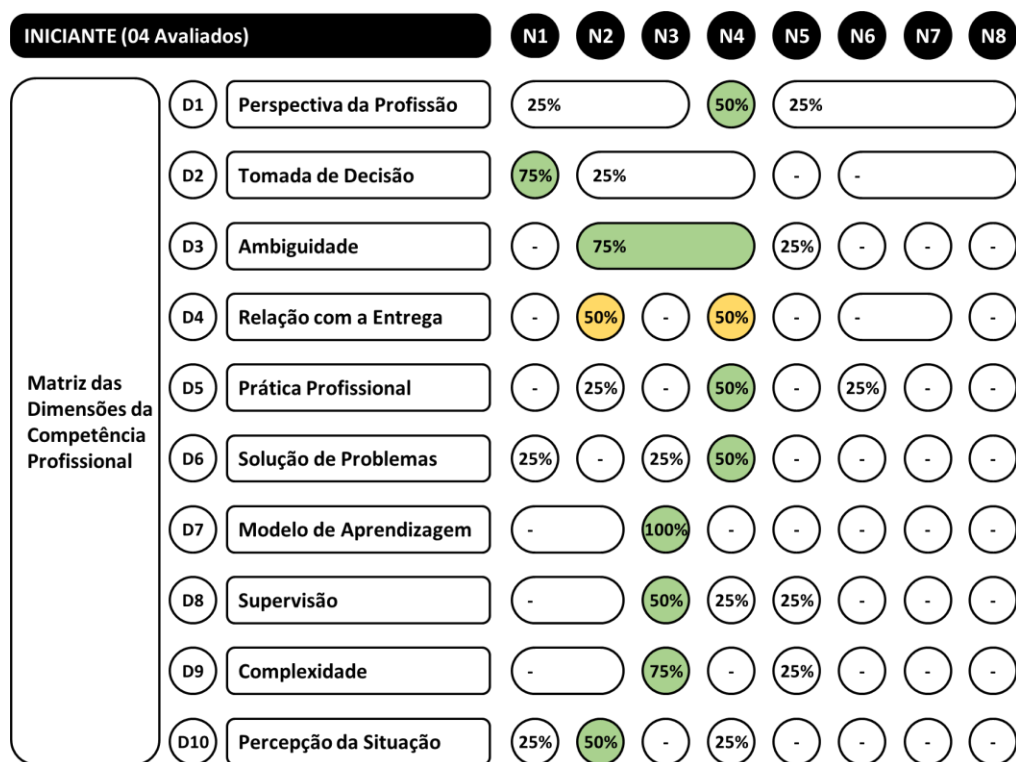 INICIANTE (04 Avaliados) N1 N2 N3 N4 N5 N6 N7 N8
D1 Perspectiva da Profissão 25% 50% 25%
D2 Tomada de Decisão 75% 25% - -
D3 Ambiguidade - 75% 25% - - -
D4 Relação com a Entrega - 50% - 50% - - -
Matriz das
Dimensões da
Competência
Profissional
D5 Prática Profissional - 25% - 50% - 25% - -
D6 Solução de Problemas 25% - 25% 50% - - - -
D7 Modelo de Aprendizagem - 100% - - - - -
D8 Supervisão - 50% 25% 25% - - -
D9 Complexidade - 75% - 25% - - -
D10 Percepção da Situação 25% 50% - 25% - - - -